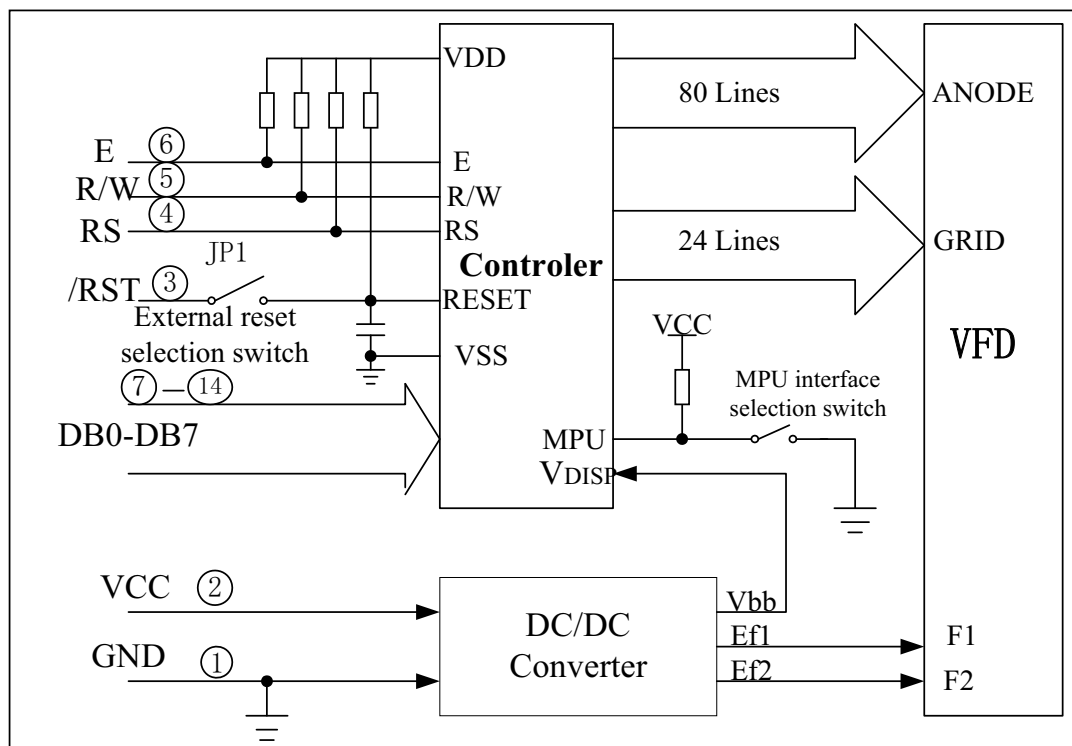 VDD
80 Lines
ANODE
E
⑥
E
R/W
⑤
R/W
RS
④
RS
24 Lines
GRID
JP1
Controler
/RST
③
RESET
External reset
selection switch
VSS
VCC
VFD
MPU interface
selection switch
⑦—⑭
DB0-DB7
MPU
VDISP
VCC
②
DC/DC
Converter
Vbb
GND
①
Ef1
F1
Ef2
F2